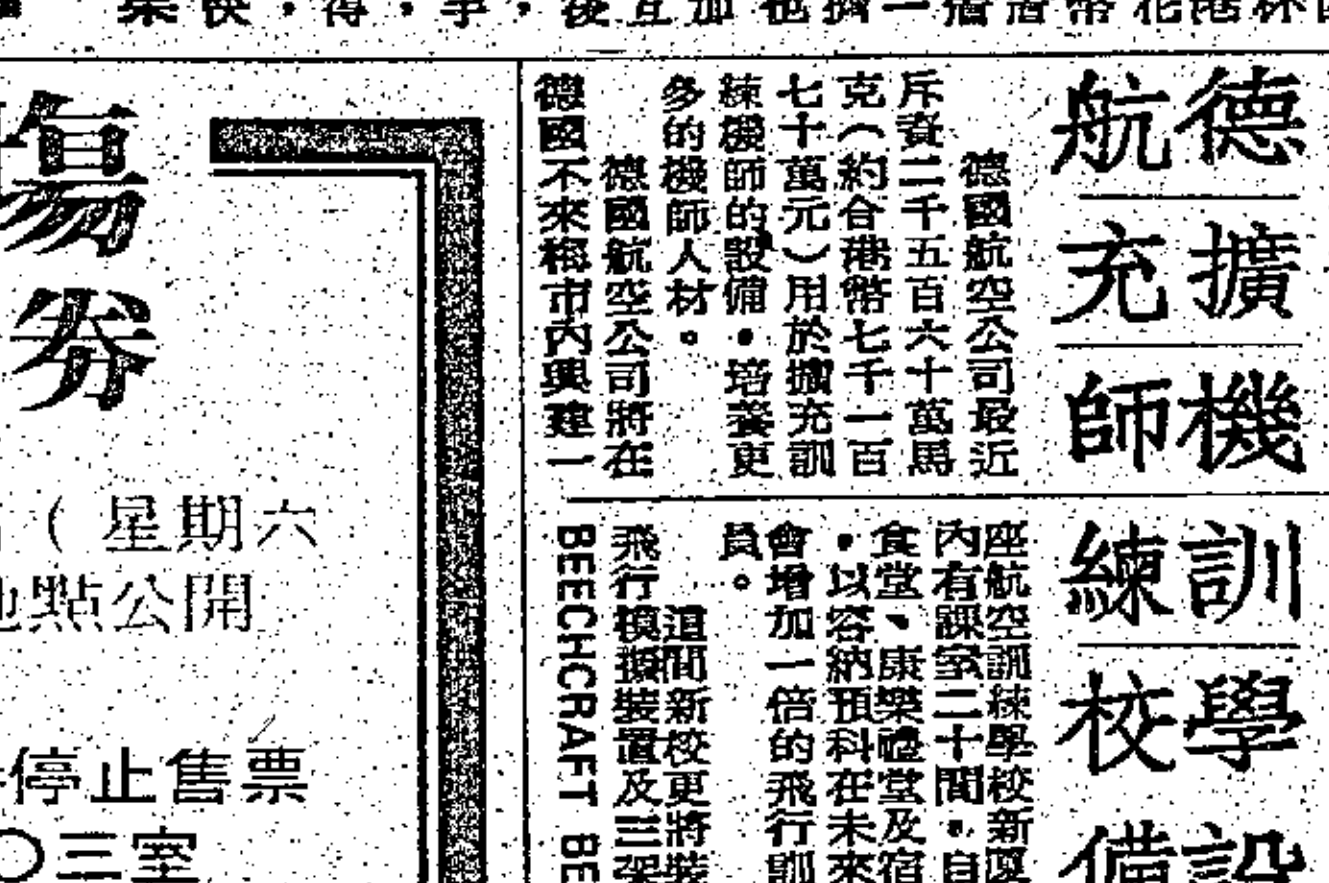 德航
擴充
機師
訓練
學校
設備
德國航空公司最近
斥資二千五百六十萬馬
克（約合港幣七千一百
七十萬元）用於擴充訓
練機師的設備，培養更
多的機師人材。
德國航空公司將在
德國不來梅市內興建一
座航空訓練學校新厦
內有課室二十間，自
食堂、康樂禮堂及宿
，以容納預科在未來
會增加一倍的飛行訓
員。
這間新校更將裝
飛行模擬裝置及三架
BEECHCRAFT BE
券
（星期六
地點公開
停止售票
〇三室